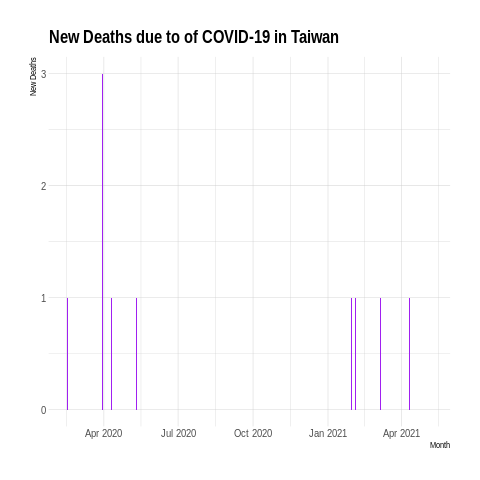 New Deaths due to of COVID-19 in Taiwan
New Deaths
3
2
1
0
Apr 2020 Jul 2020 Oct 2020 Jan 2021 Apr 2021
Month